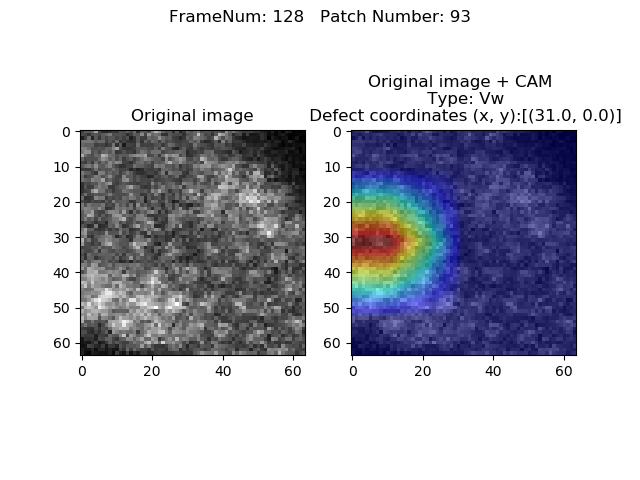 FrameNum: 128   Patch Number: 93
Original image
0
10
20
30
40
50
60
0 20 40 60
Original image + CAM
Type: Vw
Defect coordinates (x, y):[(31.0, 0.0)]
0
10
20
30
40
50
60
0 20 40 60